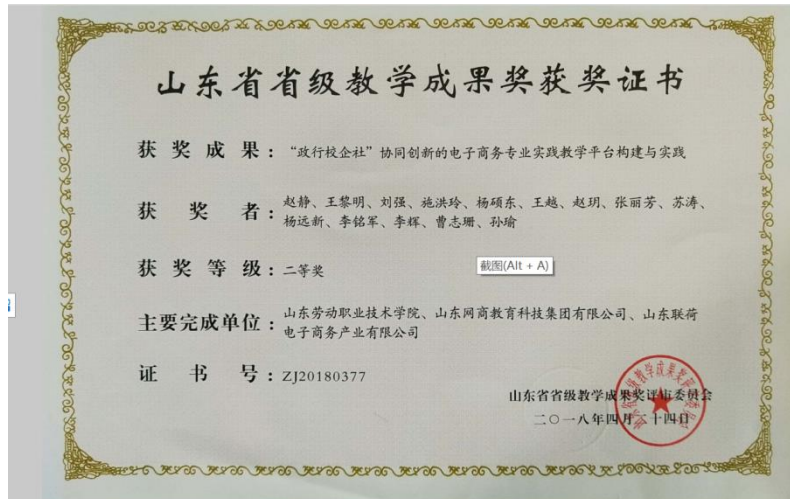 山东省省级教学成果奖获奖证书
获奖成果：“政行校企社”协同创新的电子商务专业实践教学平台构建与实践
获奖者：赵静、王黎明、刘强、施洪玲、杨硕东、王越、赵玥、张丽芳、苏涛、
杨远新、李铭军、李辉、曹志珊、孙瑜
获奖等级：二等奖
截图(Alt + A)
主要完成单位：山东劳动职业技术学院、山东网商教育科技集团有限公司、山东联荷
电子商务产业有限公司
证书号：ZJ20180377
山东省省级教学成果奖评审委员会
二○一八年四月二十四日